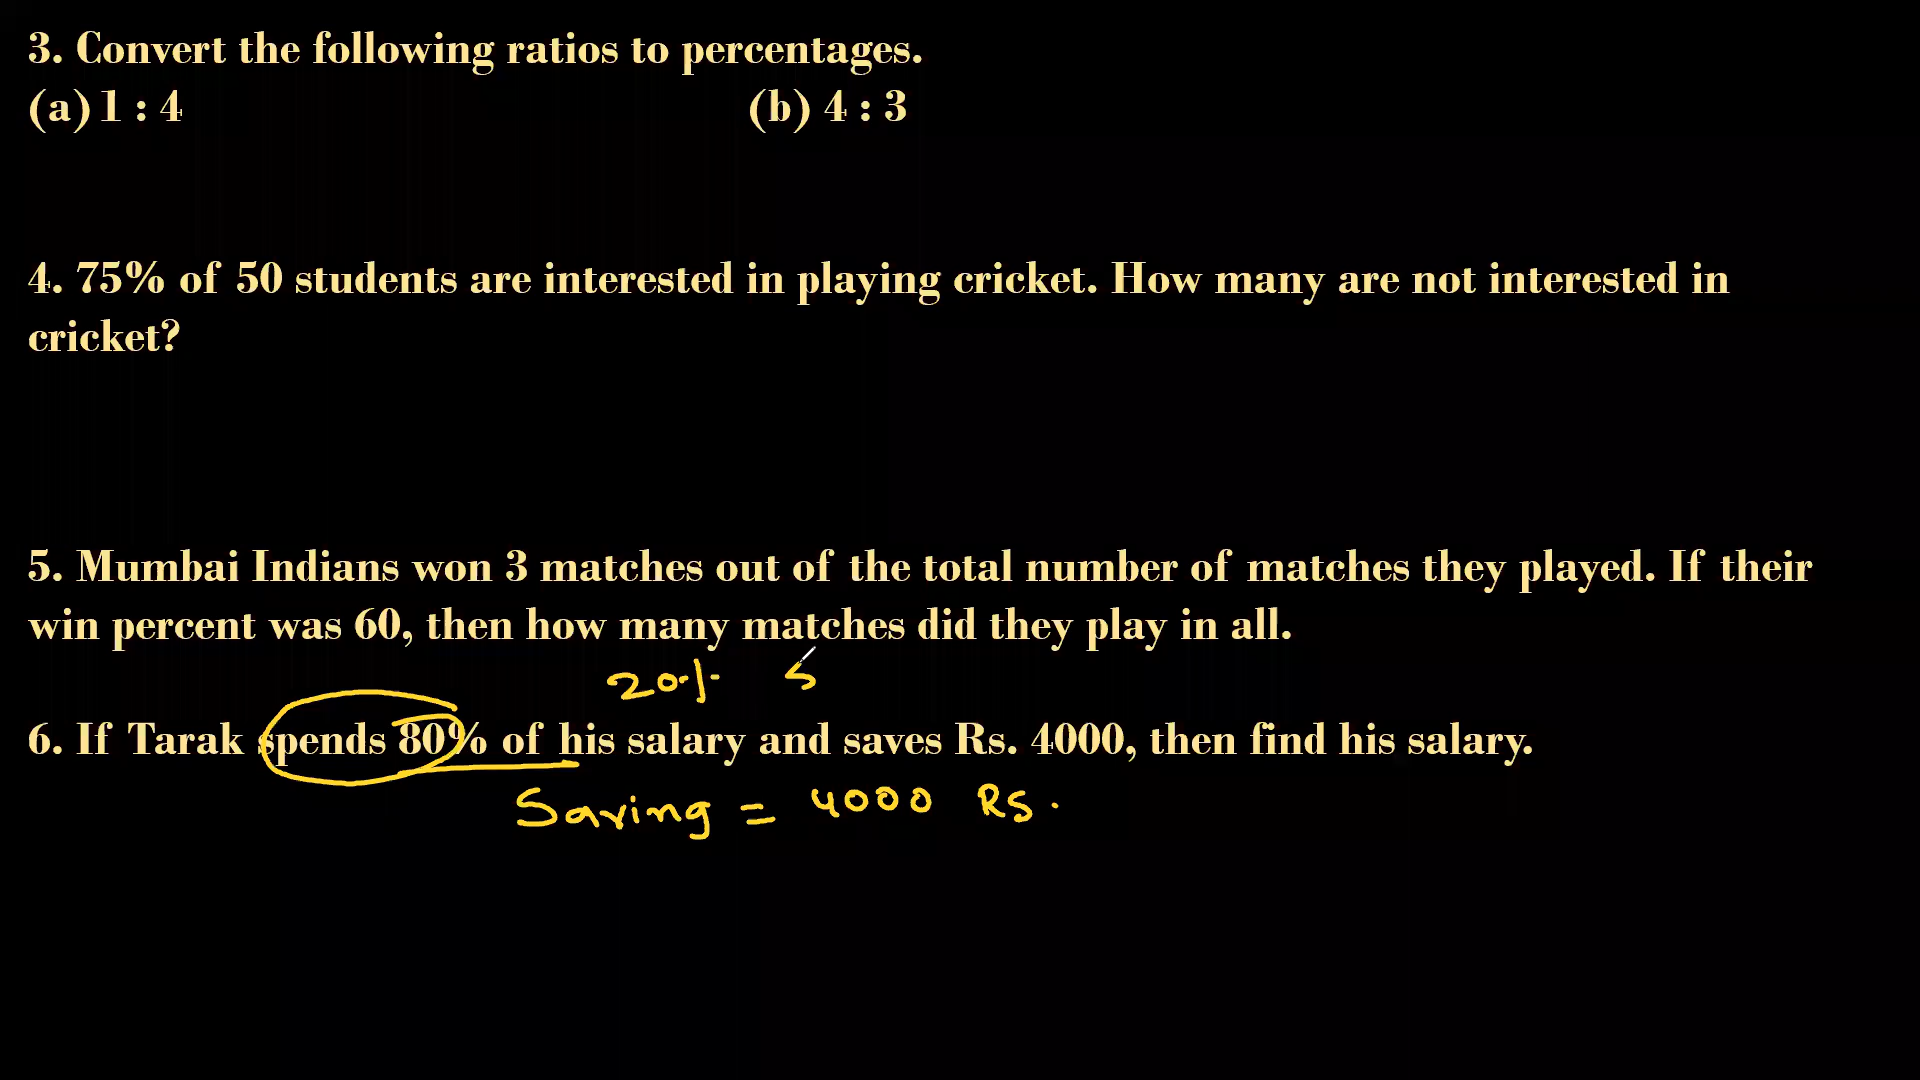 3. Convert the following ratios to percentages.
(a) 1 : 4 (b) 4 : 3
4. 75% of 50 students are interested in playing cricket. How many are not interested in
cricket?
5. Mumbai Indians won 3 matches out of the total number of matches they played. If their
win percent was 60, then how many matches did they play in all.
20% S
6. If Tarak spends 80% of his salary and saves Rs. 4000, then find his salary.
Saving = 4000 Rs.